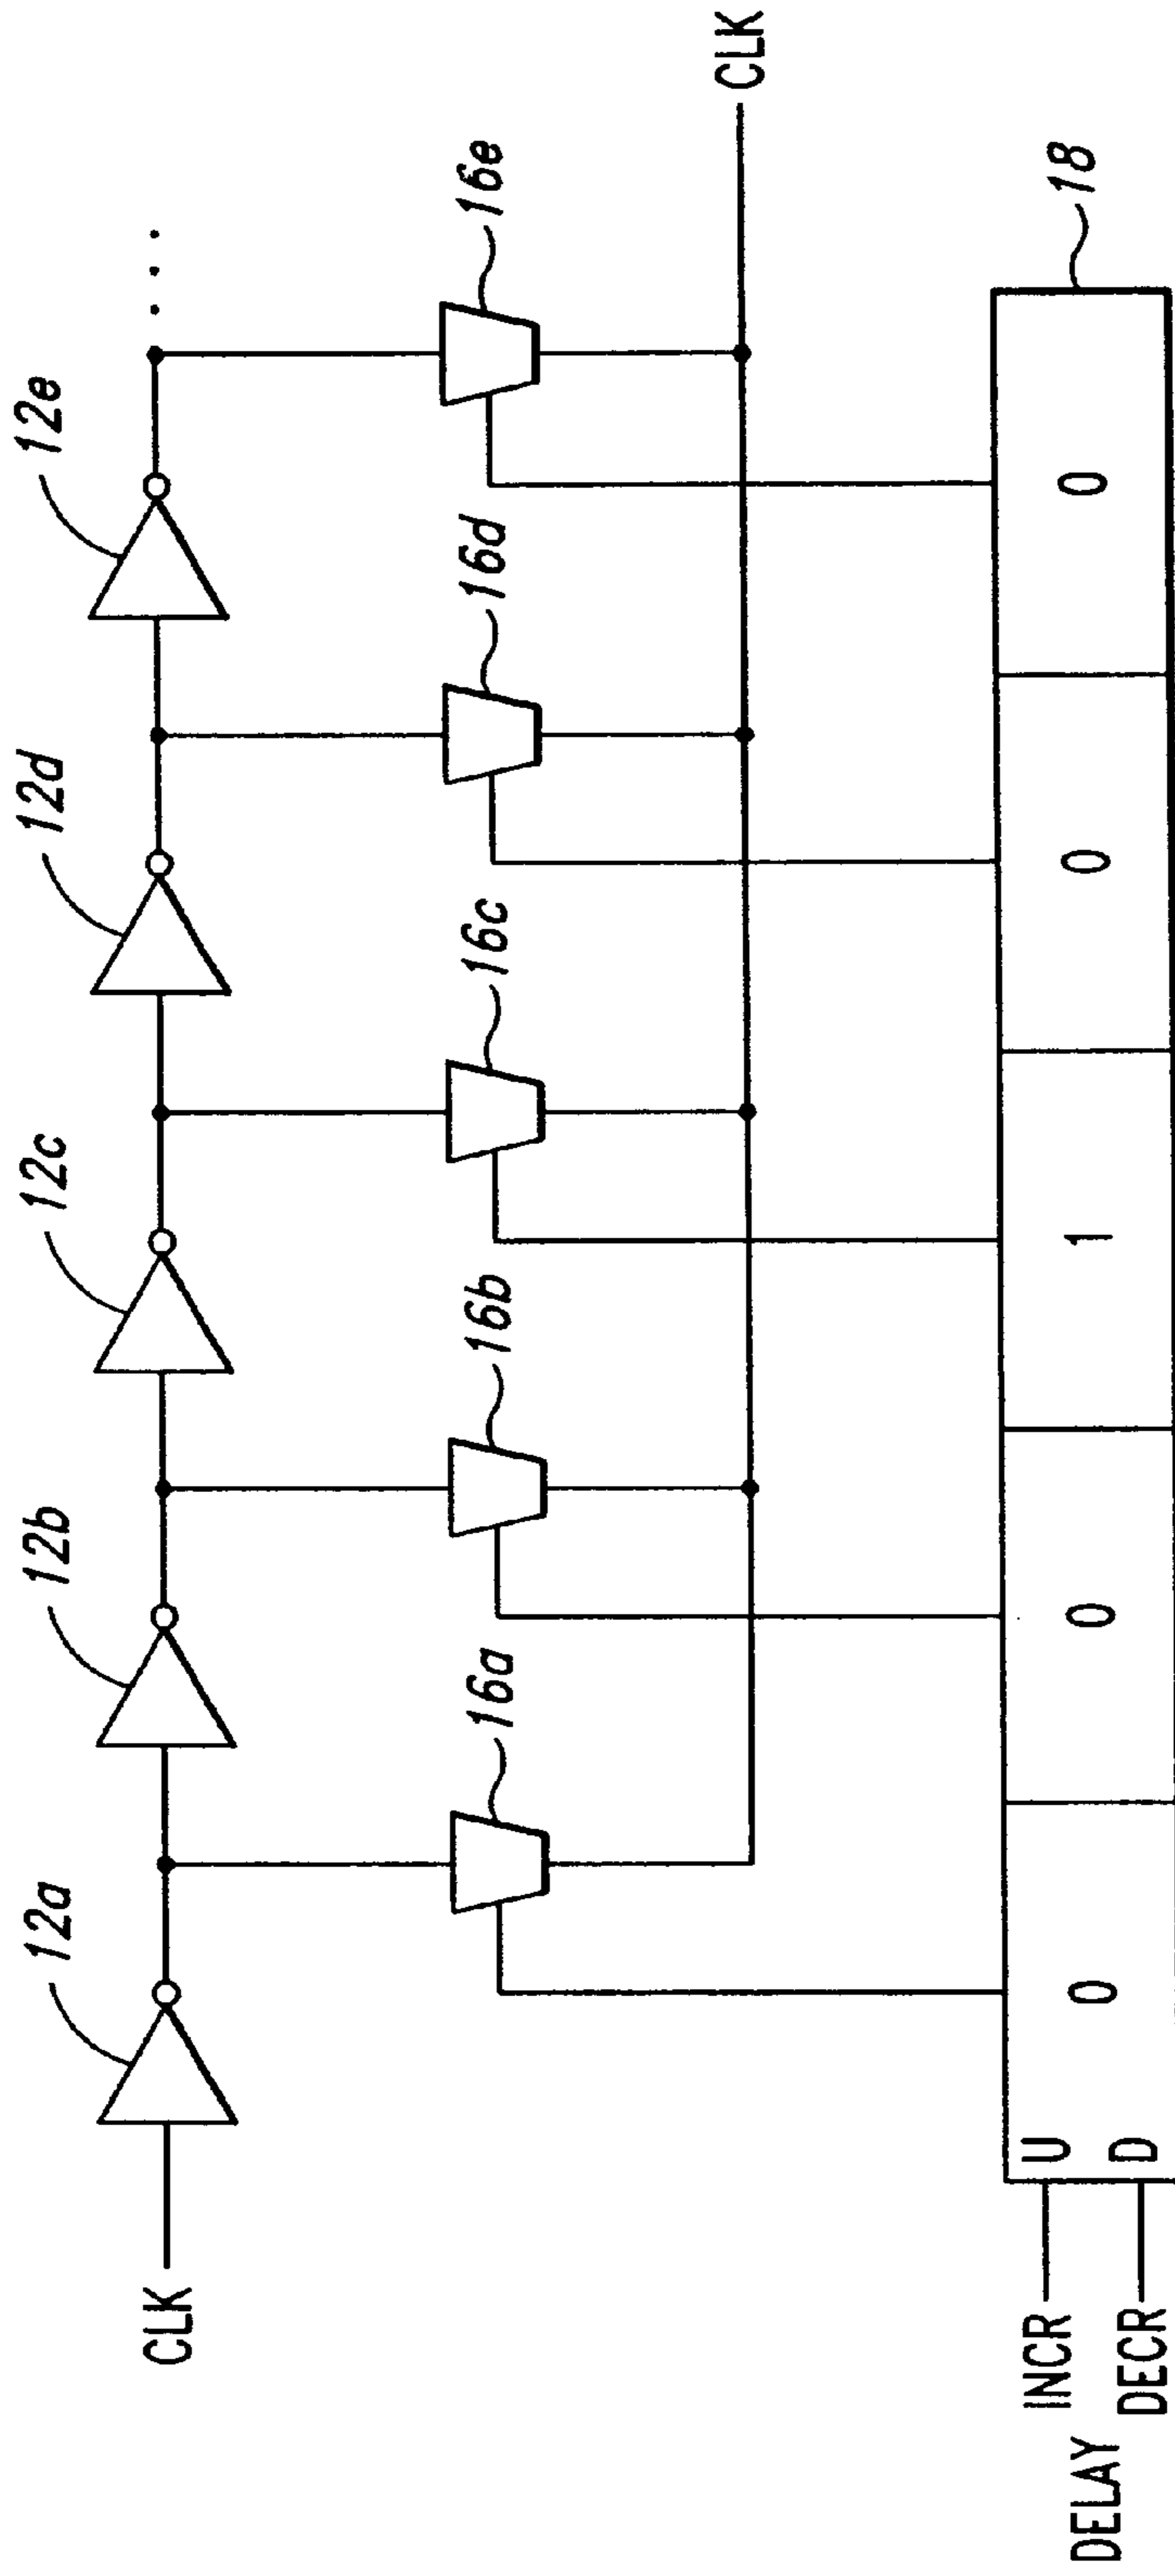 12a
12b
12c
12d
12e
. . .
CLK
16a
16b
16c
16d
16e
CLK
18
INCR
U
DELAY
0
0
1
0
0
DECR
D